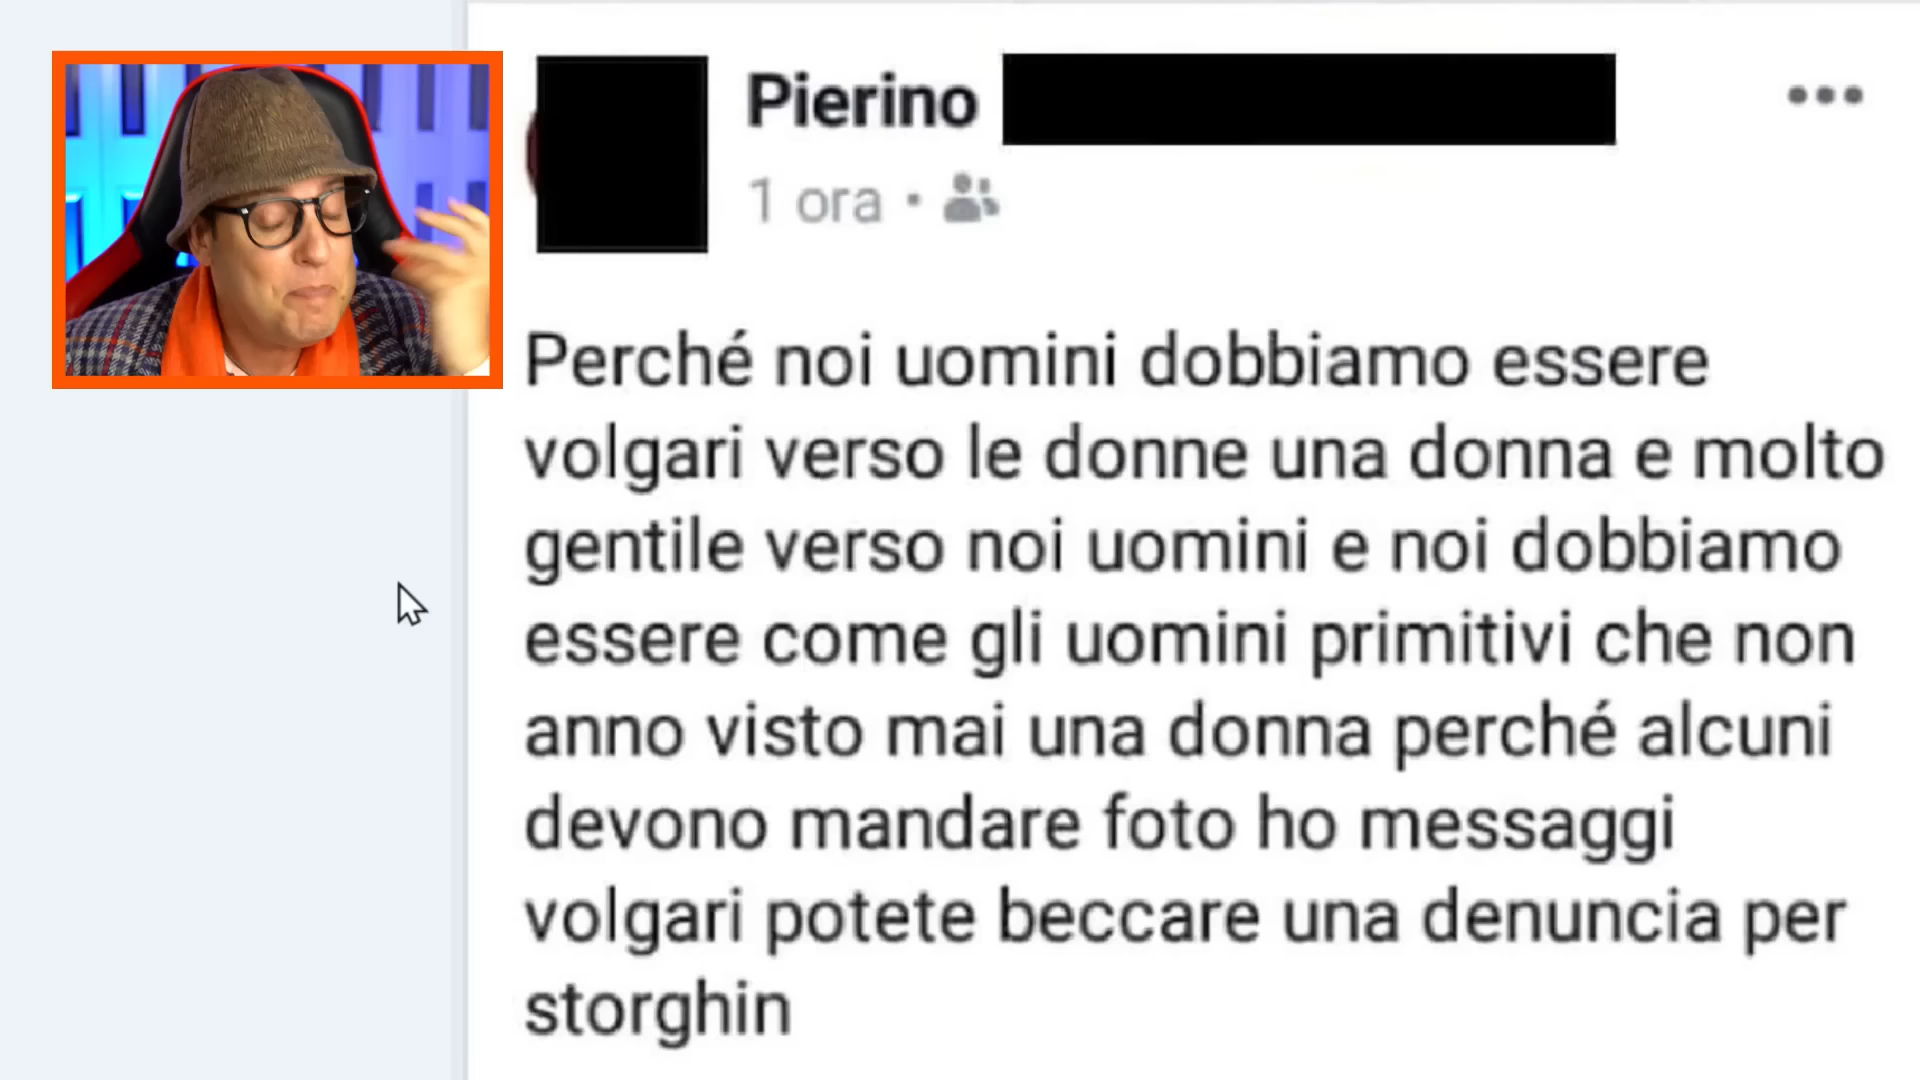 Pierino
1 ora
Perché noi uomini dobbiamo essere
volgari verso le donne una donna e molto
gentile verso noi uomini e noi dobbiamo
essere come gli uomini primitivi che non
anno visto mai una donna perché alcuni
devono mandare foto ho messaggi
volgari potete beccare una denuncia per
storghin